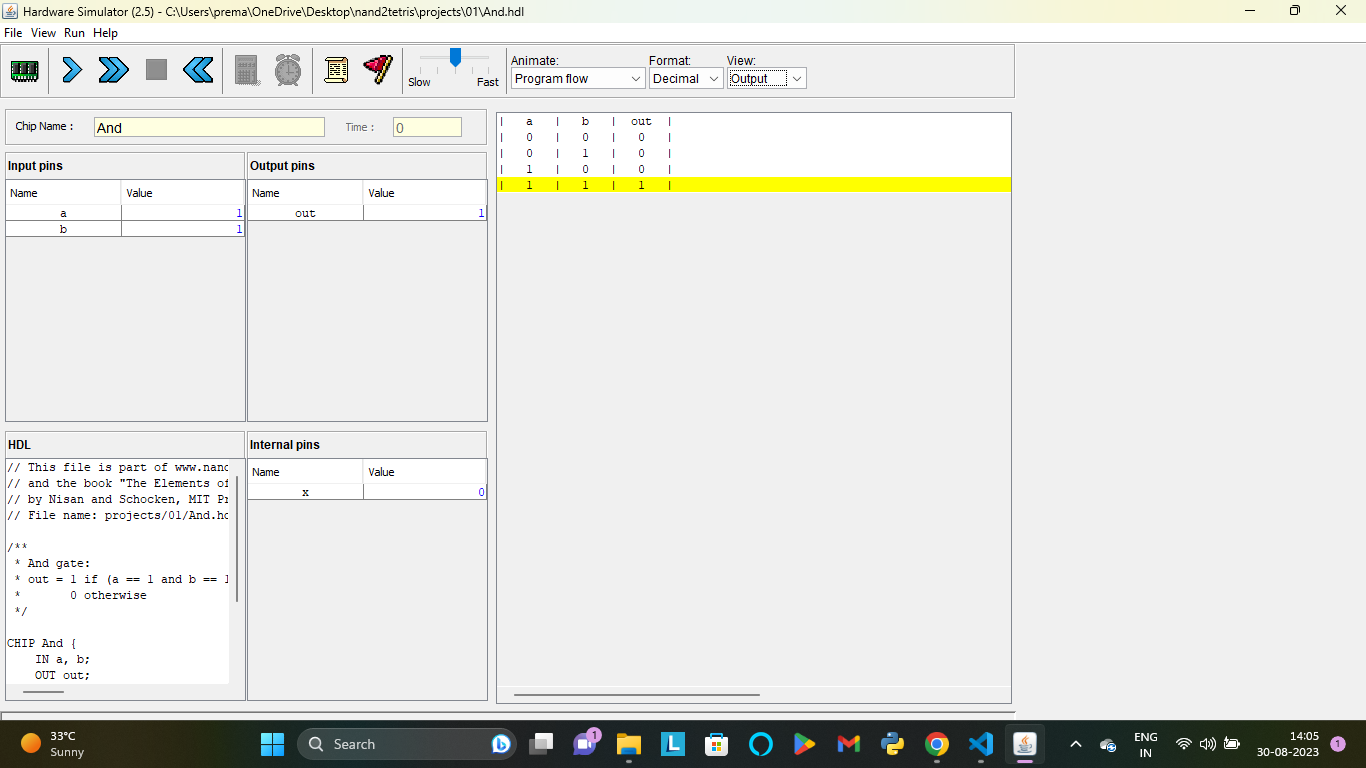 Hardware Simulator (2.5) - C:\Users\prema\OneDrive\Desktop\nand2tetris\projects\01\And.hdl
File View Run Help
Slow Fast
Animate: Format: View:
Program flow Decimal Output
Chip Name : And Time : 0
Input pins
Name Value
a 1
b 1
Output pins
Name Value
out 1
HDL
// This file is part of www.nanc
// and the book "The Elements of
// by Nisan and Schocken, MIT Pr
// File name: projects/01/And.hd
/**
* And gate:
* out = 1 if (a == 1 and b == 1
* 0 otherwise
*/
CHIP And {
IN a, b;
OUT out;
Internal pins
Name Value
x 0
| a | b | out |
| 0 | 0 | 0 |
| 0 | 1 | 0 |
| 1 | 0 | 0 |
| 1 | 1 | 1 |
33°C
Sunny
Search
1
L
ENG
IN
14:05
30-08-2023
1